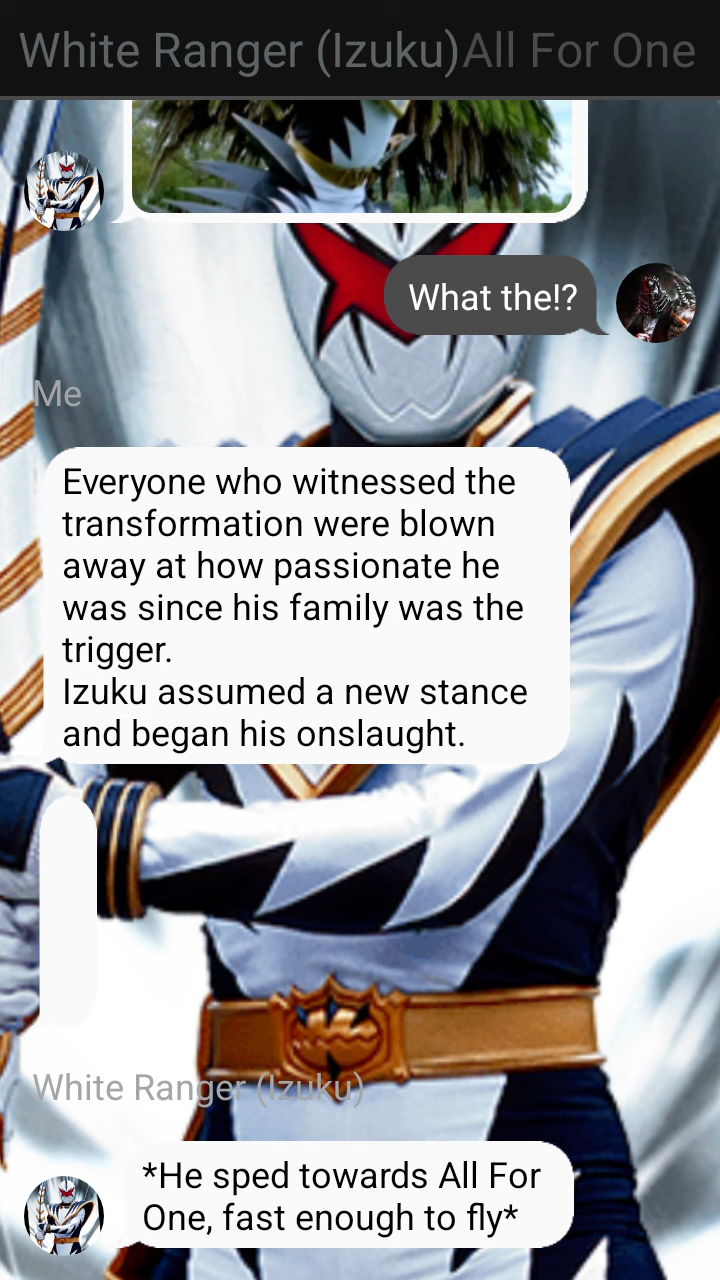 White Ranger (Izuku)All For One
What the!?
Me
Everyone who witnessed the
transformation were blown
away at how passionate he
was since his family was the
trigger.
Izuku assumed a new stance
and began his onslaught.
White Ranger (Izuku)
*He sped towards All For
One, fast enough to fly*